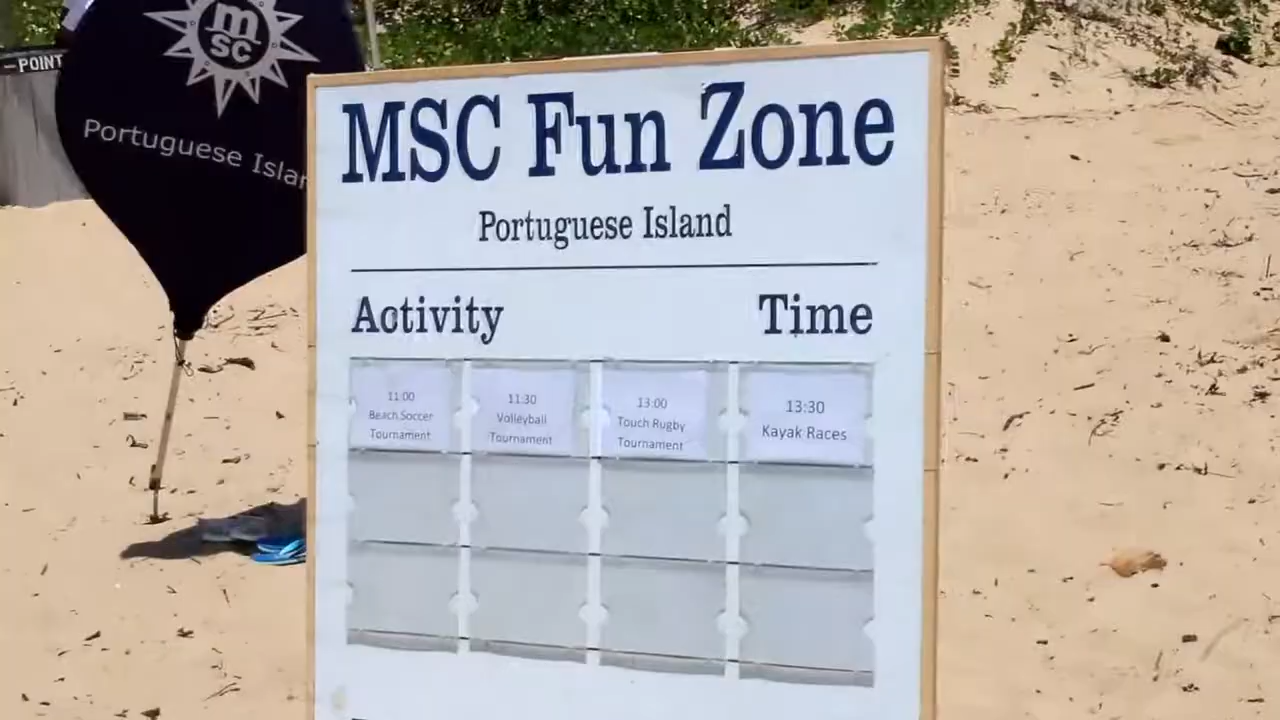 msc
Portuguese Islan
– POINT
MSC Fun Zone
Portuguese Island
Activity Time
11:00
Beach Soccer
Tournament
11:30
Volleyball
Tournament
13:00
Touch Rugby
Tournament
13:30
Kayak Races